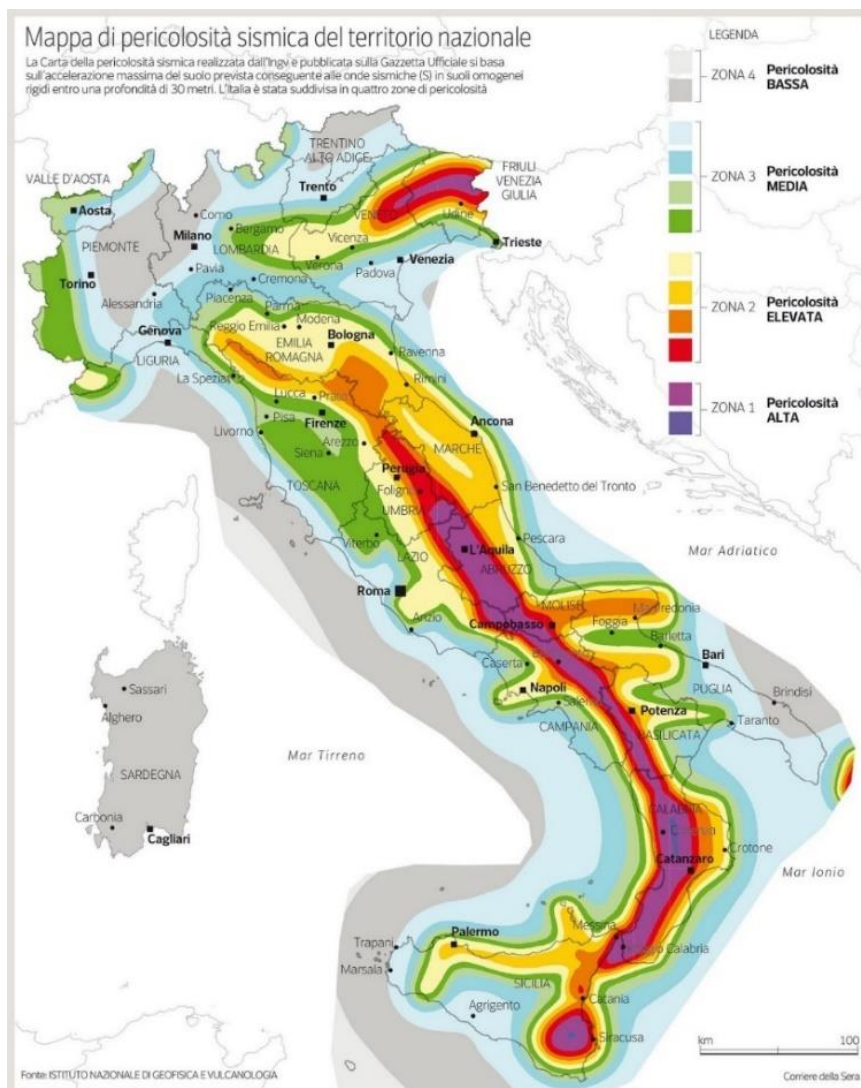 Mappa di pericolosità sismica del territorio nazionale
La Carta della pericolosità sismica realizzata dall'Ingv e pubblicata sulla Gazzetta Ufficiale si basa
sull'accelerazione massima del suolo prevista conseguente alle onde sismiche (S) in suoli omogenei
rigidi entro una profondità di 30 metri. L'Italia è stata suddivisa in quattro zone di pericolosità
LEGENDA
ZONA 4 Pericolosità
BASSA
ZONA 3 Pericolosità
MEDIA
ZONA 2 Pericolosità
ELEVATA
ZONA 1 Pericolosità
ALTA
TRENTINO
ALTO ADICE
FRIULI
VENEZIA
GIULIA
VALLE D'AOSTA
Trento
Aosta
Como
VENETO
Udine
Bergamo
Milano
LOMBARDIA
Vicenza
Trieste
PIEMONTE
Verona
Venezia
Padova
Pavia
Torino
Cremona
Piacenza
Alessandria
Parma
Modena
Reggio Emilia
Genova
EMILIA
ROMAGNA
Bologna
LIGURIA
Ravenna
La Spezia
Rimini
Lucca
Prato
Pisa
Firenze
Ancona
Livorno
Arezzo
MARCHE
Siena
Perugia
TOSCANA
Foligno
San Benedetto del Tronto
UMBRIA
Viterbo
Pescara
L'Aquila
LAZIO
ABRUZZO
Mar Adriatico
Roma
MOLISE
Manfredonia
Anzio
Campobasso
Foggia
Barletta
Caserta
Bari
Napoli
PUGLIA
Sassari
Salerno
Potenza
Brindisi
Alghero
CAMPANIA
Taranto
BASILICATA
Mar Tirreno
SARDEGNA
CALABRIA
Carbonia
Cosenza
Cagliari
Crotone
Catanzaro
Mar Ionio
Messina
Palermo
Trapani
Reggio Calabria
Marsala
SICILIA
Catania
Agrigento
Siracusa
km 100
Fonte: ISTITUTO NAZIONALE DI GEOFISICA E VULCANOLOGIA
Corriere della Sera